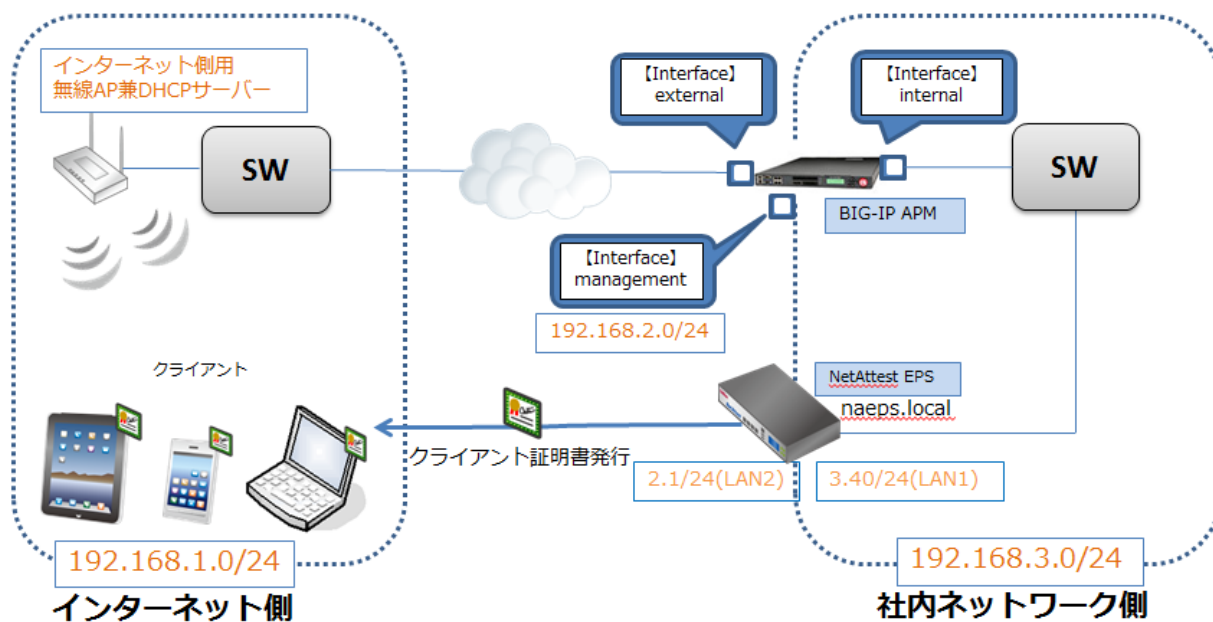 インターネット側用
無線AP兼DHCPサーバー
【Interface】
external
【Interface】
internal
SW
SW
BIG-IP APM
【Interface】
management
192.168.2.0/24
クライアント
NetAttest EPS
naeps.local
クライアント証明書発行
2.1/24(LAN2)
3.40/24(LAN1)
192.168.1.0/24
192.168.3.0/24
インターネット側
社内ネットワーク側